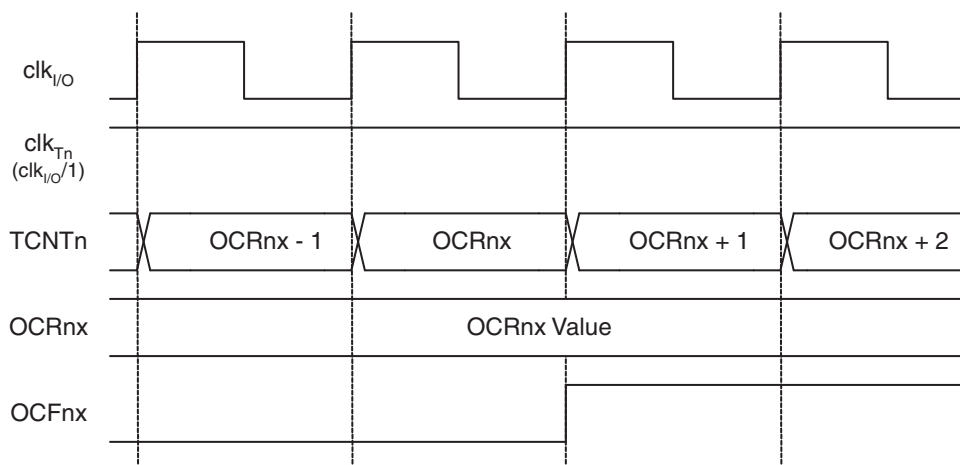 clkI/O
clkTn
(clkI/O/1)
TCNTn OCRnx - 1 OCRnx OCRnx + 1 OCRnx + 2
OCRnx OCRnx Value
OCFnx